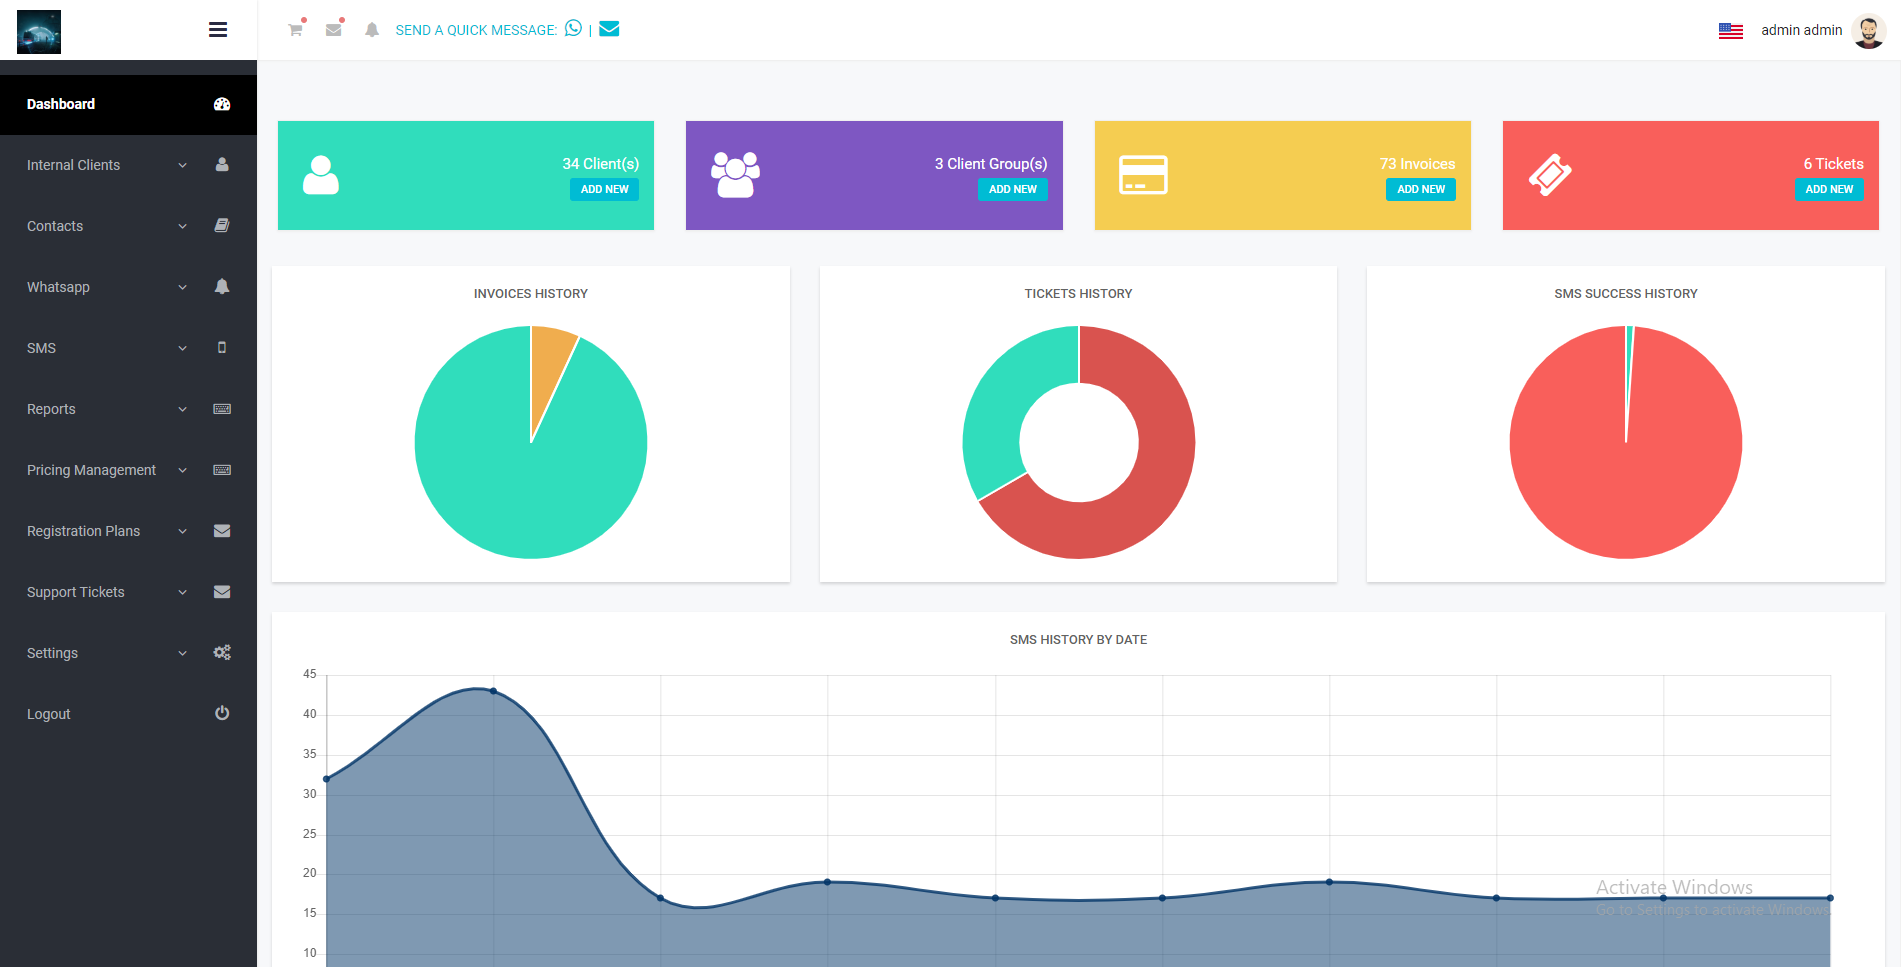 SEND A QUICK MESSAGE: |
admin admin
Dashboard
Internal Clients
Contacts
Whatsapp
SMS
Reports
Pricing Management
Registration Plans
Support Tickets
Settings
Logout
34 Client(s)
ADD NEW
3 Client Group(s)
ADD NEW
73 Invoices
ADD NEW
6 Tickets
ADD NEW
INVOICES HISTORY
TICKETS HISTORY
SMS SUCCESS HISTORY
SMS HISTORY BY DATE
45
40
35
30
25
20
15
10
Activate Windows
Go to Settings to activate Windows.